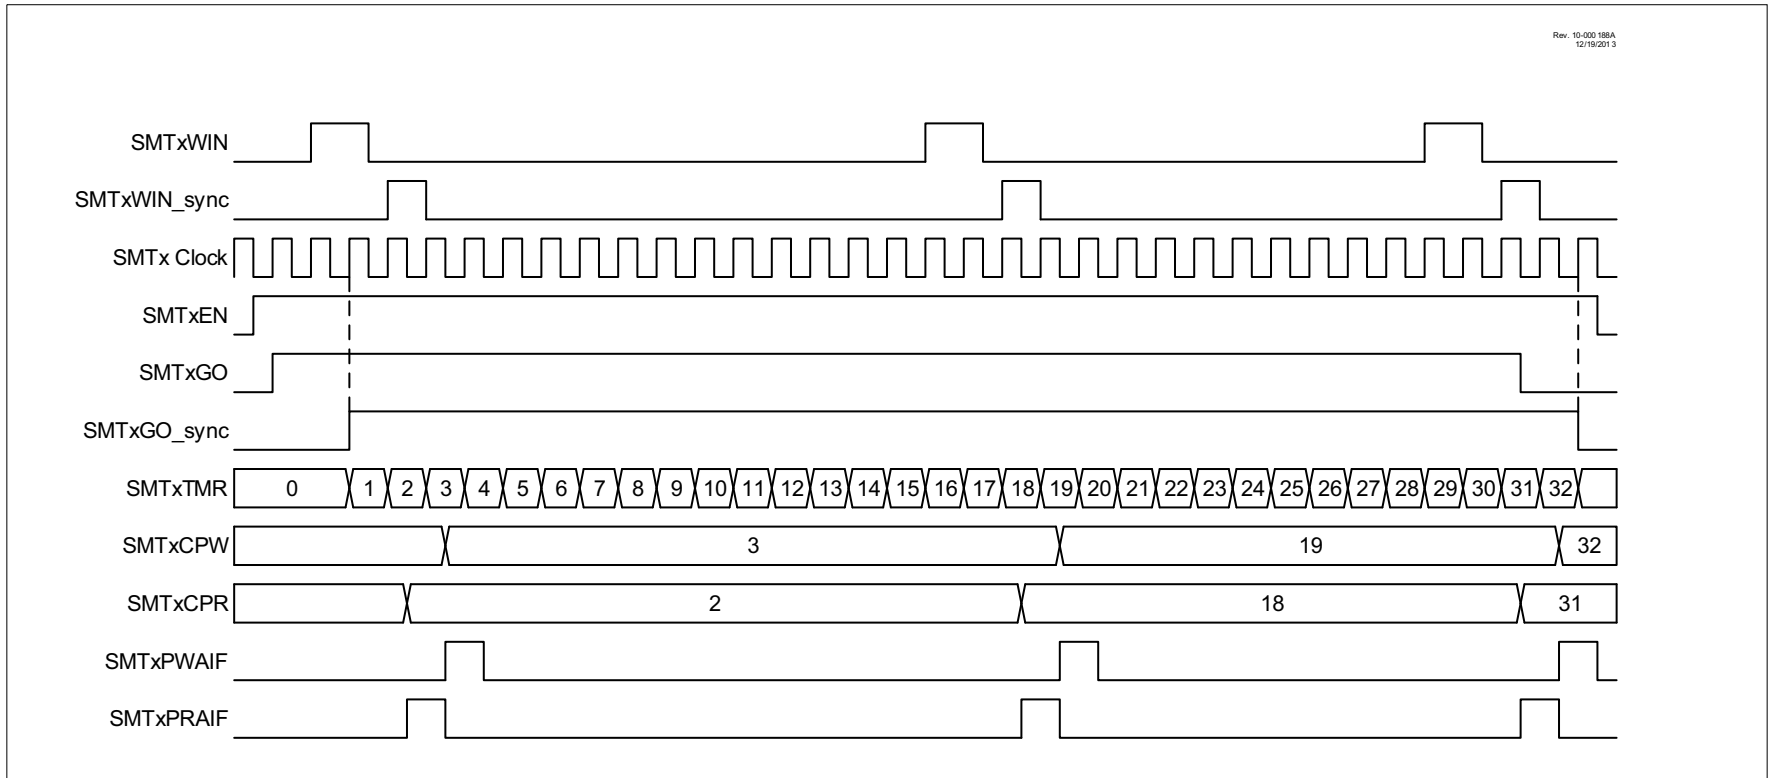 Rev. 10-000 188A
12/19/201 3
SMTxWIN
SMTxWIN_sync
SMTx Clock
SMTxEN
SMTxGO
SMTxGO_sync
SMTxTMR 0 1 2 3 4 5 6 7 8 9 10 11 12 13 14 15 16 17 18 19 20 21 22 23 24 25 26 27 28 29 30 31 32
SMTxCPW 3 19 32
SMTxCPR 2 18 31
SMTxPWAIF
SMTxPRAIF